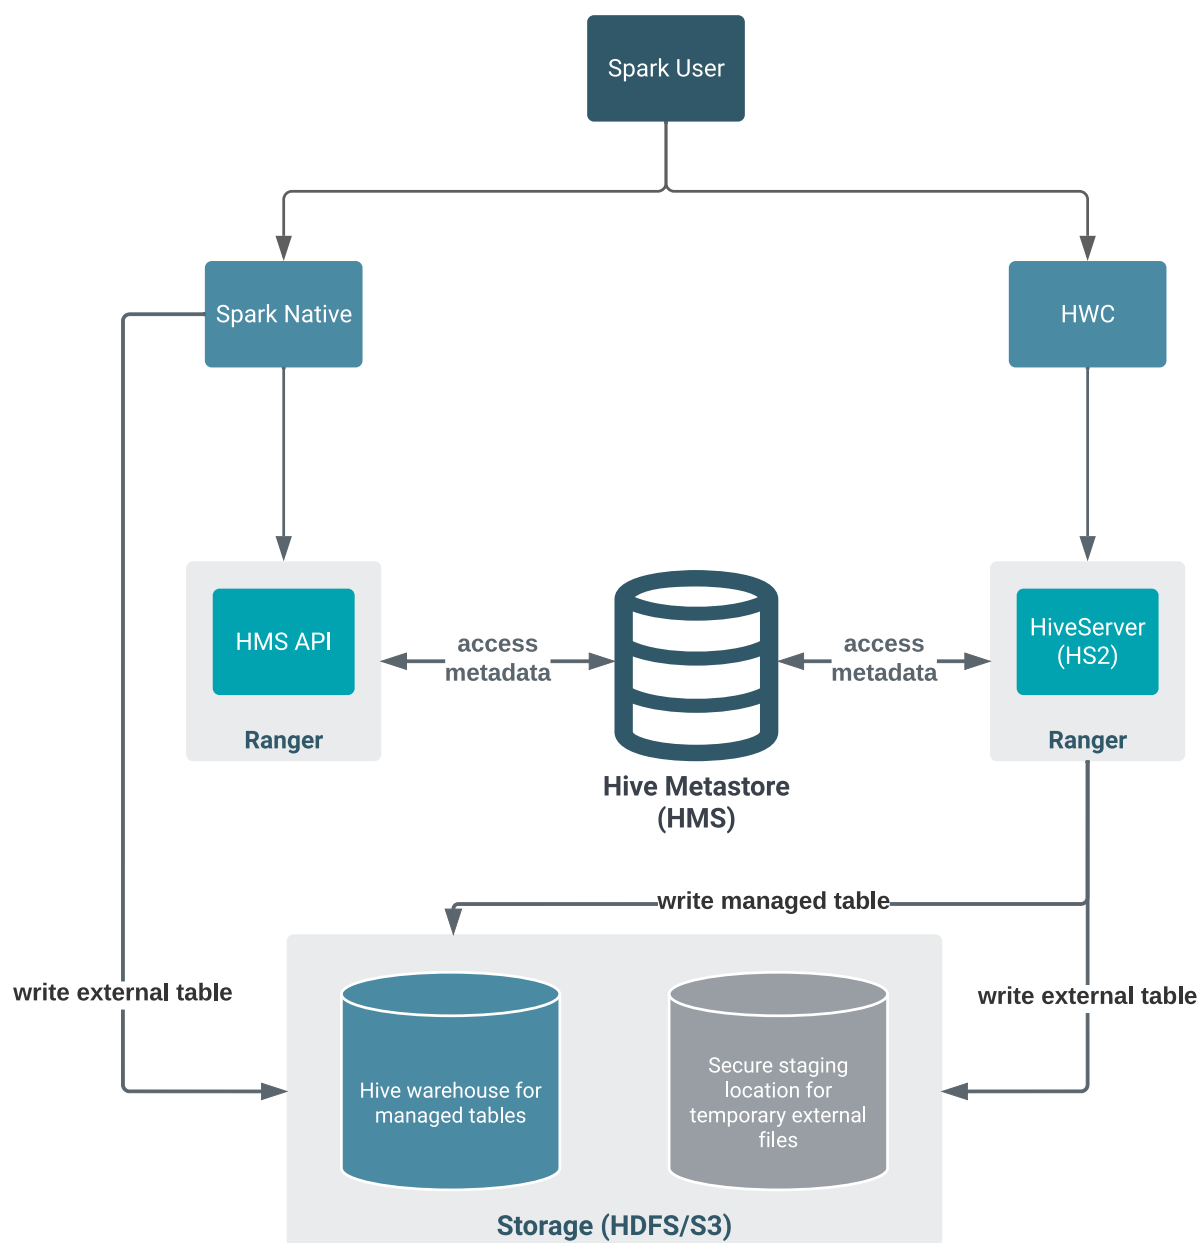 Spark User
Spark Native
HWC
HMS API
Ranger
access
metadata
Hive Metastore
(HMS)
access
metadata
HiveServer
(HS2)
Ranger
write managed table
write external table
write external table
Hive warehouse for
managed tables
Secure staging
location for
temporary external
files
Storage (HDFS/S3)